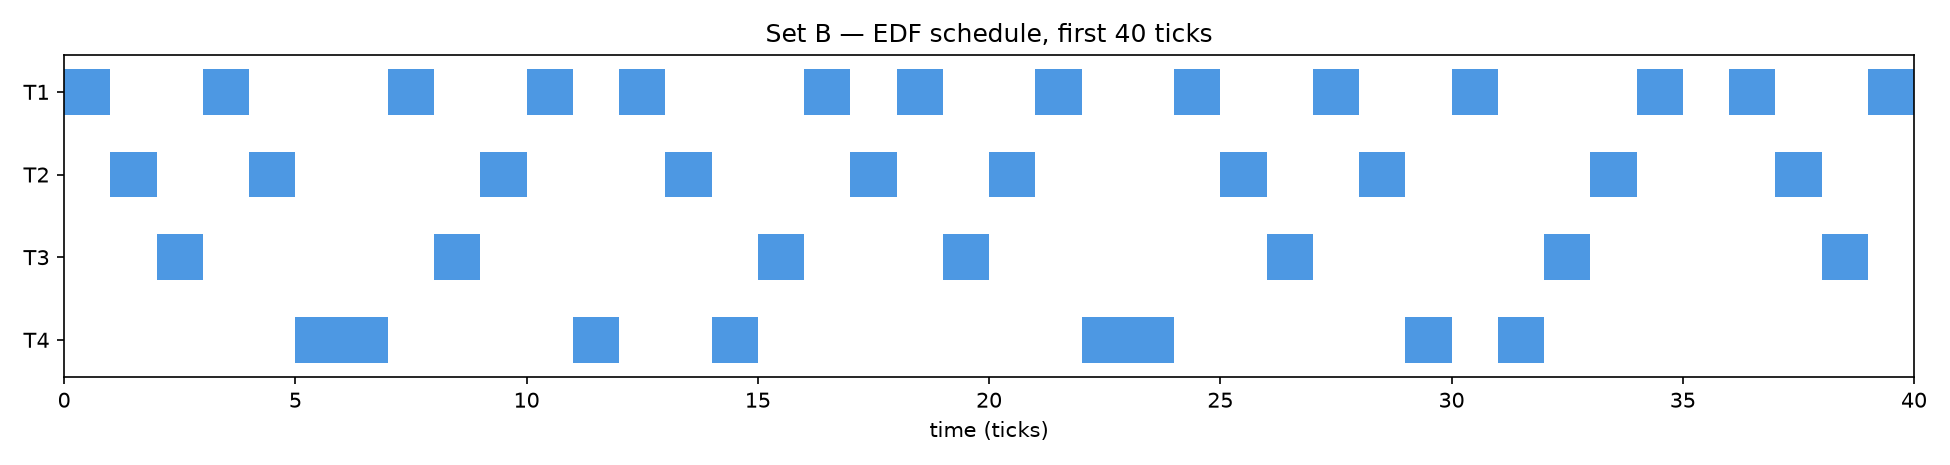 Set B — EDF schedule, first 40 ticks
T1
T2
T3
T4
0 5 10 15 20 25 30 35 40
time (ticks)